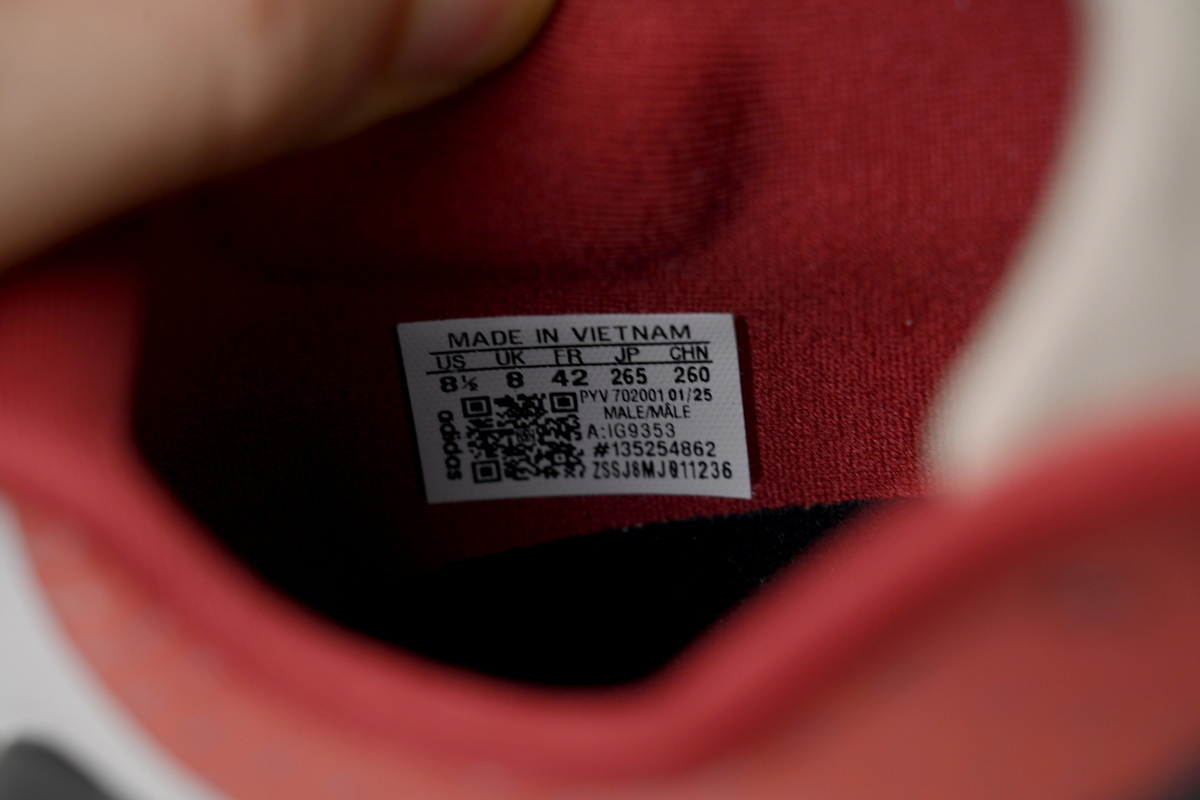 MADE IN VIETNAM
US UK FR JP CHN
8½ 8 42 265 260
adidas
PYV 702001 01/25
MALE/MÂLE
A:IG9353
#135254862
ZSSJ8MJ011236